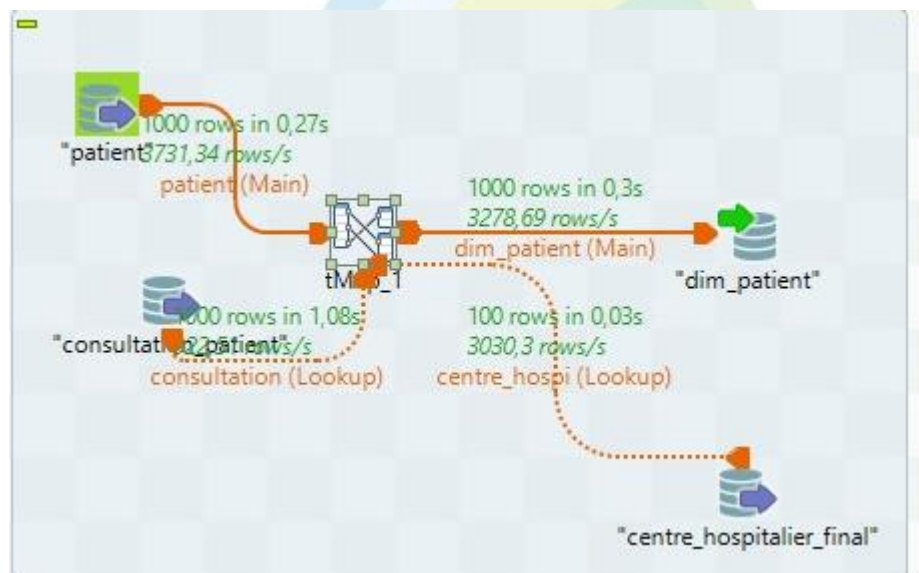 1000 rows in 0,27s
"patient"
3731,34 rows/s
patient (Main)
1000 rows in 0,3s
3278,69 rows/s
dim_patient (Main)
tMap_1
"dim_patient"
rows in 1,08s
"consultation_patient"
rows/s
consultation (Lookup)
100 rows in 0,03s
3030,3 rows/s
centre_hospi (Lookup)
"centre_hospitalier_final"